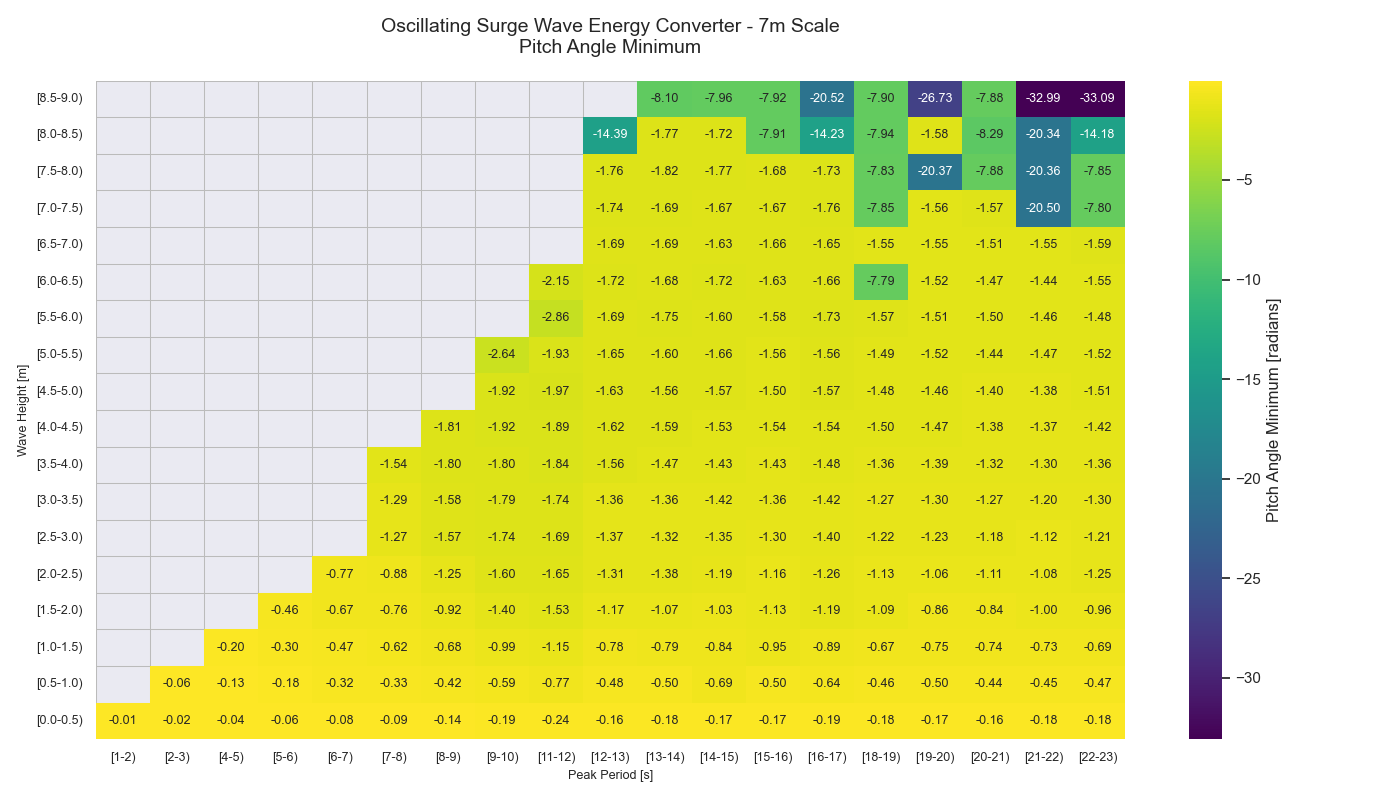 Oscillating Surge Wave Energy Converter - 7m Scale
Pitch Angle Minimum
[8.5-9.0) -8.10 -7.96 -7.92 -20.52 -7.90 -26.73 -7.88 -32.99 -33.09
[8.0-8.5) -14.39 -1.77 -1.72 -7.91 -14.23 -7.94 -1.58 -8.29 -20.34 -14.18
[7.5-8.0) -1.76 -1.82 -1.77 -1.68 -1.73 -7.83 -20.37 -7.88 -20.36 -7.85
[7.0-7.5) -1.74 -1.69 -1.67 -1.67 -1.76 -7.85 -1.56 -1.57 -20.50 -7.80
[6.5-7.0) -1.69 -1.69 -1.63 -1.66 -1.65 -1.55 -1.55 -1.51 -1.55 -1.59
[6.0-6.5) -2.15 -1.72 -1.68 -1.72 -1.63 -1.66 -7.79 -1.52 -1.47 -1.44 -1.55
[5.5-6.0) -2.86 -1.69 -1.75 -1.60 -1.58 -1.73 -1.57 -1.51 -1.50 -1.46 -1.48
[5.0-5.5) -2.64 -1.93 -1.65 -1.60 -1.66 -1.56 -1.56 -1.49 -1.52 -1.44 -1.47 -1.52
[4.5-5.0) -1.92 -1.97 -1.63 -1.56 -1.57 -1.50 -1.57 -1.48 -1.46 -1.40 -1.38 -1.51
[4.0-4.5) -1.81 -1.92 -1.89 -1.62 -1.59 -1.53 -1.54 -1.54 -1.50 -1.47 -1.38 -1.37 -1.42
[3.5-4.0) -1.54 -1.80 -1.80 -1.84 -1.56 -1.47 -1.43 -1.43 -1.48 -1.36 -1.39 -1.32 -1.30 -1.36
[3.0-3.5) -1.29 -1.58 -1.79 -1.74 -1.36 -1.36 -1.42 -1.36 -1.42 -1.27 -1.30 -1.27 -1.20 -1.30
[2.5-3.0) -1.27 -1.57 -1.74 -1.69 -1.37 -1.32 -1.35 -1.30 -1.40 -1.22 -1.23 -1.18 -1.12 -1.21
[2.0-2.5) -0.77 -0.88 -1.25 -1.60 -1.65 -1.31 -1.38 -1.19 -1.16 -1.26 -1.13 -1.06 -1.11 -1.08 -1.25
[1.5-2.0) -0.46 -0.67 -0.76 -0.92 -1.40 -1.53 -1.17 -1.07 -1.03 -1.13 -1.19 -1.09 -0.86 -0.84 -1.00 -0.96
[1.0-1.5) -0.20 -0.30 -0.47 -0.62 -0.68 -0.99 -1.15 -0.78 -0.79 -0.84 -0.95 -0.89 -0.67 -0.75 -0.74 -0.73 -0.69
[0.5-1.0) -0.06 -0.13 -0.18 -0.32 -0.33 -0.42 -0.59 -0.77 -0.48 -0.50 -0.69 -0.50 -0.64 -0.46 -0.50 -0.44 -0.45 -0.47
[0.0-0.5) -0.01 -0.02 -0.04 -0.06 -0.08 -0.09 -0.14 -0.19 -0.24 -0.16 -0.18 -0.17 -0.17 -0.19 -0.18 -0.17 -0.16 -0.18 -0.18
[1-2) [2-3) [4-5) [5-6) [6-7) [7-8) [8-9) [9-10) [11-12) [12-13) [13-14) [14-15) [15-16) [16-17) [18-19) [19-20) [20-21) [21-22) [22-23)
Peak Period [s]
Wave Height [m]
−5
−10
−15
−20
−25
−30
Pitch Angle Minimum [radians]